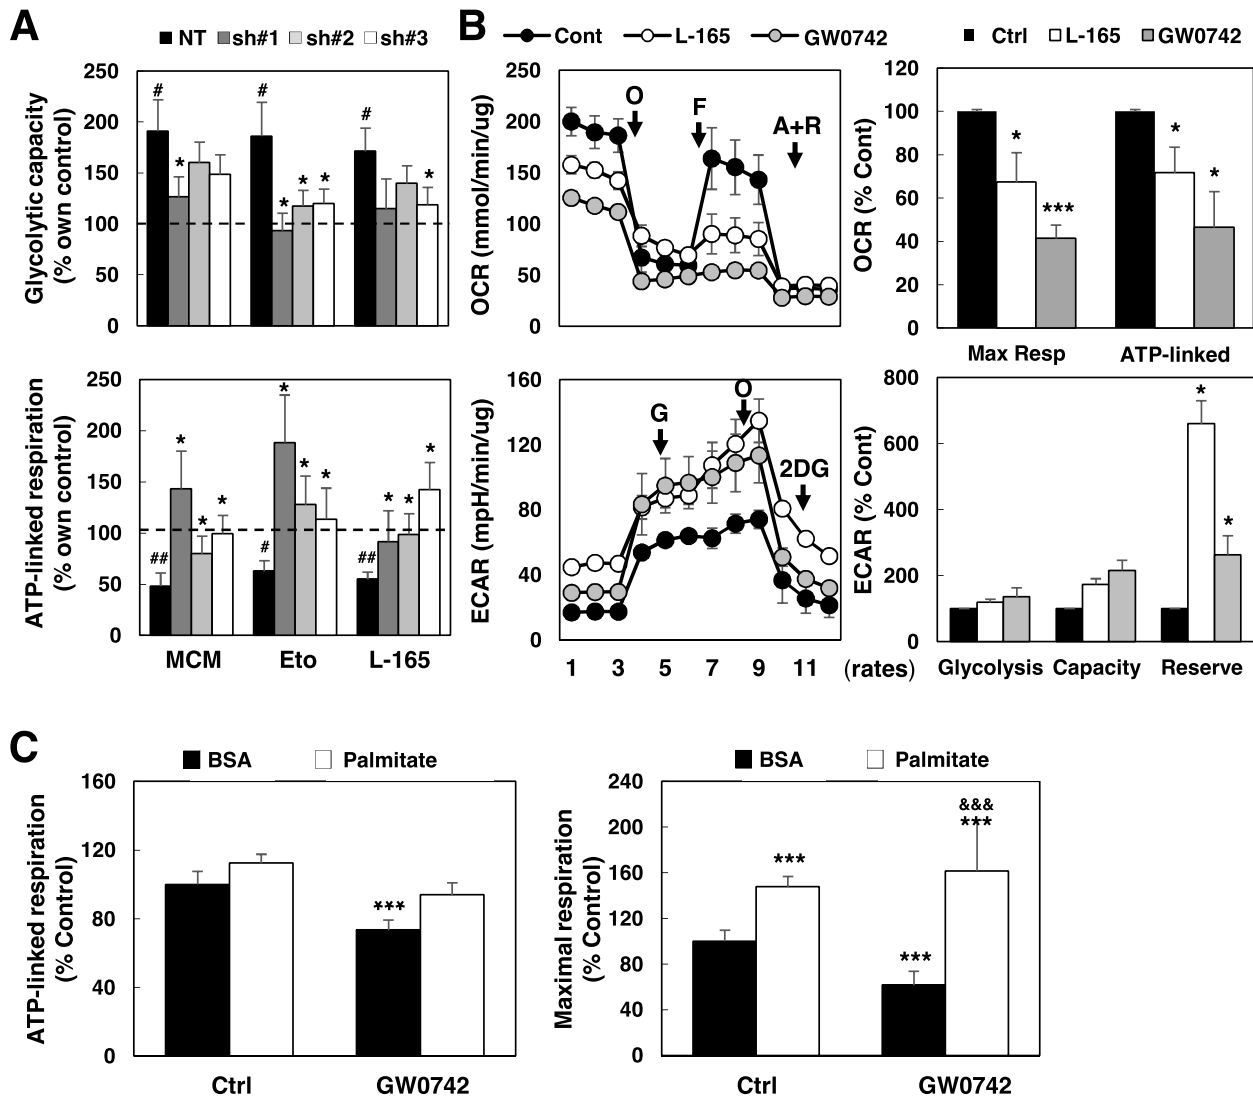 A
NT sh#1 sh#2 sh#3
Glycolytic capacity
(% own control)
250
200
150
100
50
0
# # #
* * * * *
ATP-linked respiration
(% own control)
250
200
150
100
50
0
## # ##
* * * * * * * * *
MCM Eto L-165
B
Cont L-165 GW0742
OCR (mmol/min/ug)
250
200
150
100
50
0
O F A+R
Ctrl L-165 GW0742
OCR (% Cont)
120
100
80
60
40
20
0
* *** * *
Max Resp ATP-linked
ECAR (mpH/min/ug)
160
120
80
40
0
G O 2DG
1 3 5 7 9 11 (rates)
ECAR (% Cont)
800
600
400
200
0
* *
Glycolysis Capacity Reserve
C
BSA Palmitate
ATP-linked respiration
(% Control)
160
120
80
40
0
***
Ctrl GW0742
BSA Palmitate
Maximal respiration
(% Control)
240
200
160
120
80
40
0
&&&
*** *** ***
Ctrl GW0742